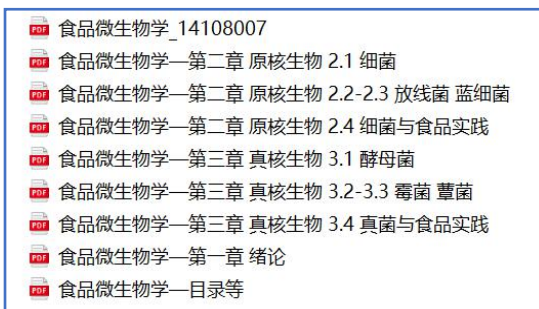 食品微生物学_14108007
食品微生物学—第二章 原核生物 2.1 细菌
食品微生物学—第二章 原核生物 2.2-2.3 放线菌 蓝细菌
食品微生物学—第二章 原核生物 2.4 细菌与食品实践
食品微生物学—第三章 真核生物 3.1 酵母菌
食品微生物学—第三章 真核生物 3.2-3.3 霉菌 蕈菌
食品微生物学—第三章 真核生物 3.4 真菌与食品实践
食品微生物学—第一章 绪论
食品微生物学—目录等